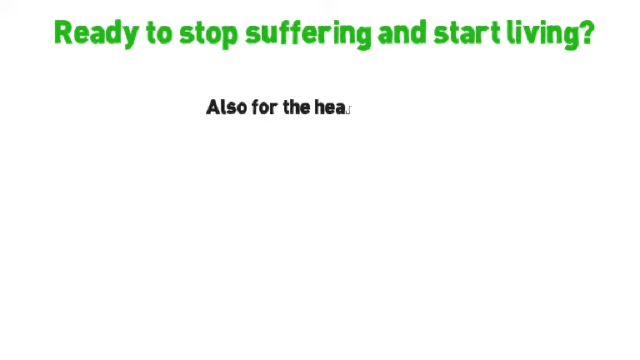 Ready to stop suffering and start living?
Also for the hea